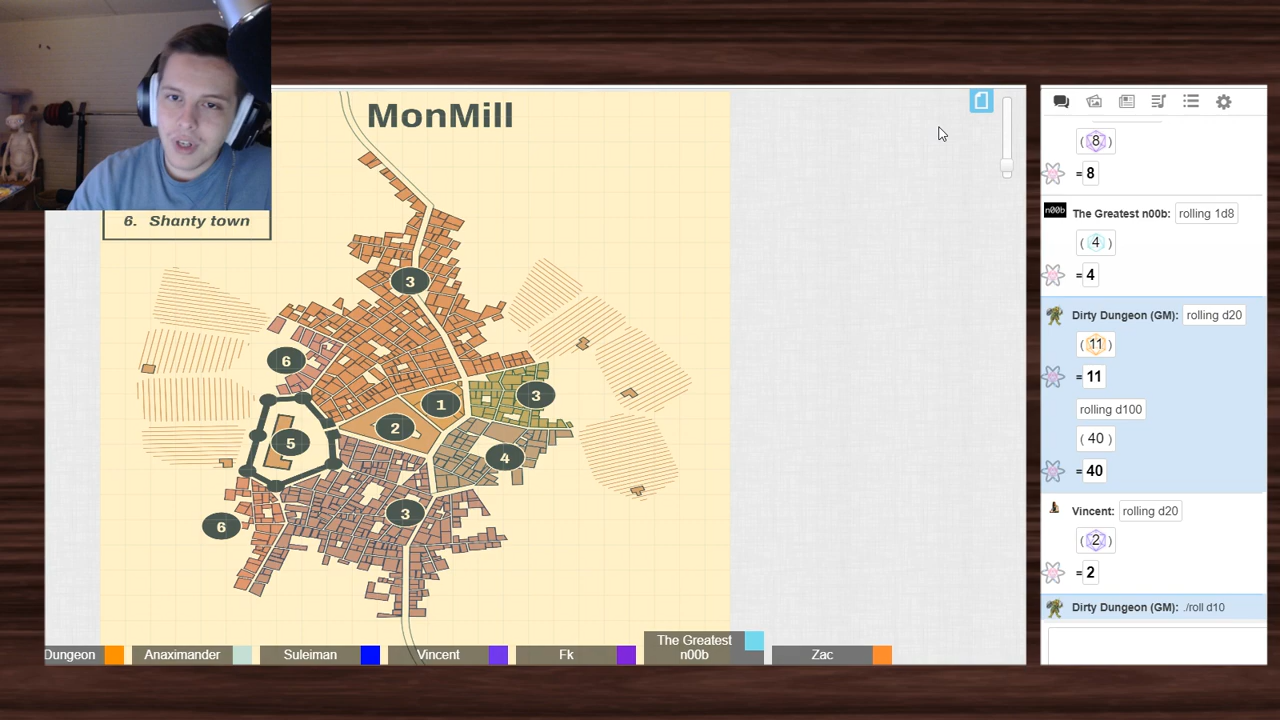 MonMill
6. Shanty town
3
6
3
1
2
5
4
3
6
Dungeon
Anaximander
Suleiman
Vincent
Fk
The Greatest
n00b
Zac
(8)
=8
n00b
The Greatest n00b: rolling 1d8
(4)
=4
Dirty Dungeon (GM): rolling d20
(11)
=11
rolling d100
(40)
=40
Vincent: rolling d20
(2)
=2
Dirty Dungeon (GM): ./roll d10